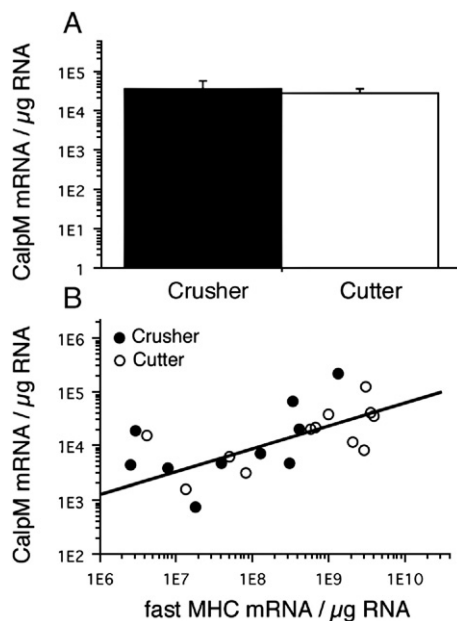 A
CalpM mRNA / µg RNA
1E5
1E4
1E3
1E2
1E1
1
Crusher
Cutter
B
CalpM mRNA / µg RNA
1E6
1E5
1E4
1E3
1E2
Crusher
Cutter
1E6 1E7 1E8 1E9 1E10
fast MHC mRNA / µg RNA